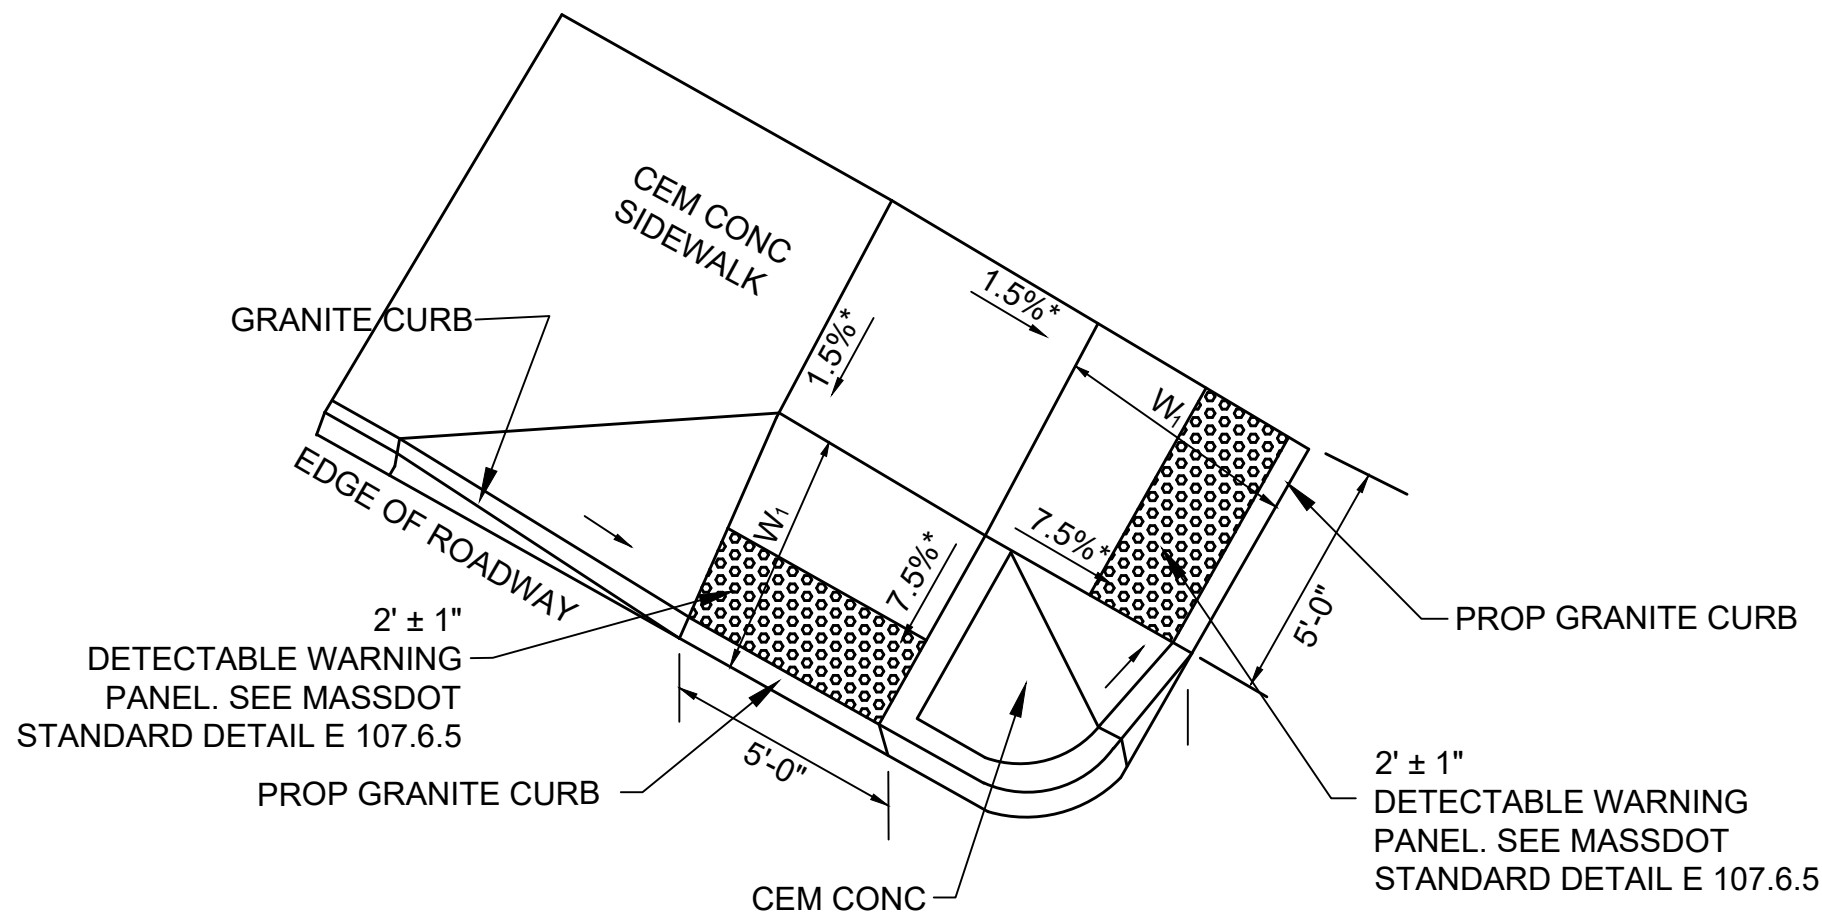 CEM CONC
SIDEWALK
GRANITE CURB
1.5%*
1.5%*
W₁
W₁
7.5%*
7.5%*
EDGE OF ROADWAY
2' ± 1"
DETECTABLE WARNING
PANEL. SEE MASSDOT
STANDARD DETAIL E 107.6.5
5'-0"
PROP GRANITE CURB
5'-0"
PROP GRANITE CURB
2' ± 1"
DETECTABLE WARNING
PANEL. SEE MASSDOT
STANDARD DETAIL E 107.6.5
CEM CONC